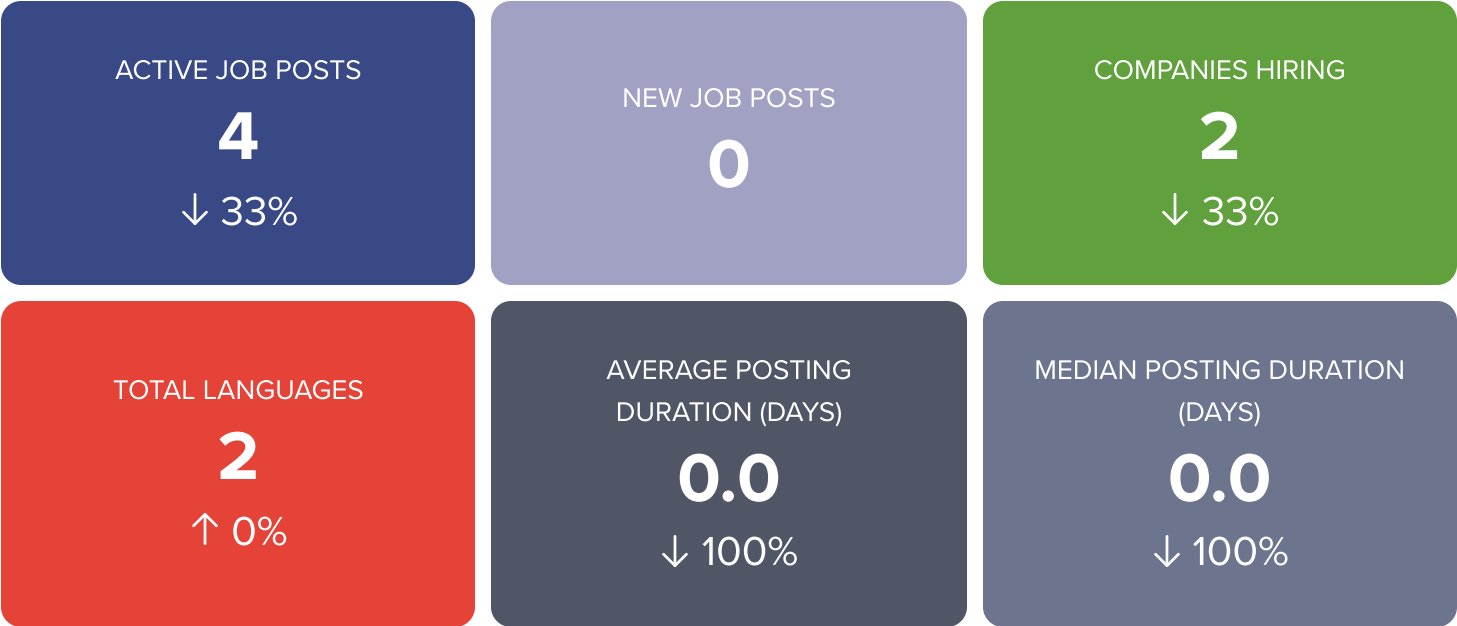 ACTIVE JOB POSTS
4
↓ 33%
NEW JOB POSTS
0
COMPANIES HIRING
2
↓ 33%
TOTAL LANGUAGES
2
↑ 0%
AVERAGE POSTING
DURATION (DAYS)
0.0
↓ 100%
MEDIAN POSTING DURATION
(DAYS)
0.0
↓ 100%